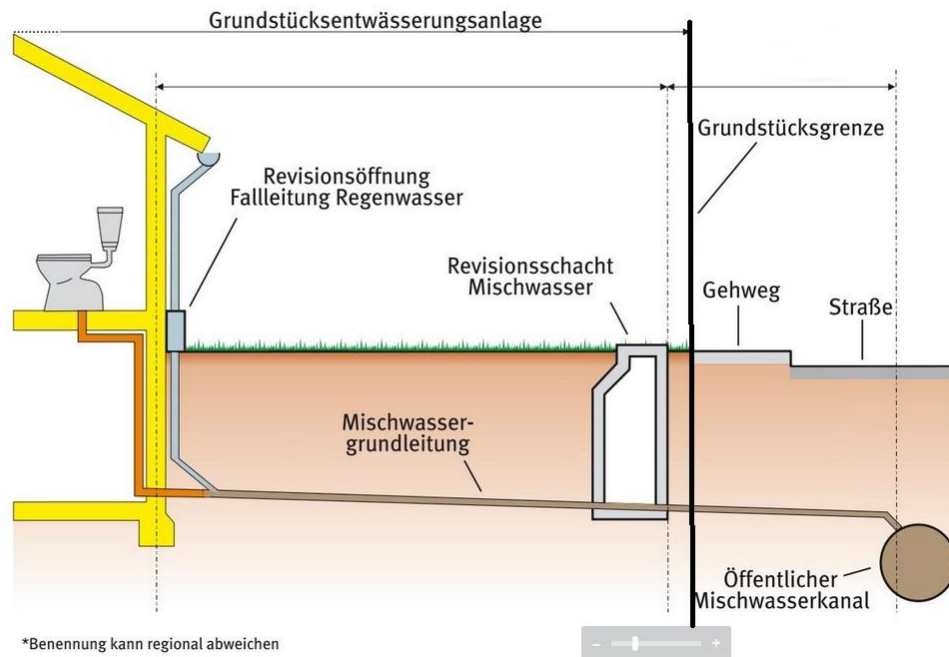 Grundstücksentwässerungsanlage
Grundstücksgrenze
Revisionsöffnung
Fallleitung Regenwasser
Revisionsschacht
Mischwasser
Gehweg
Straße
Mischwasser-
grundleitung
Öffentlicher
Mischwasserkanal
*Benennung kann regional abweichen
- +